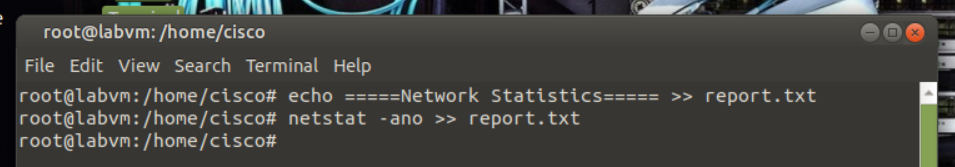 root@labvm: /home/cisco
File Edit View Search Terminal Help
root@labvm:/home/cisco# echo =====Network Statistics===== >> report.txt
root@labvm:/home/cisco# netstat -ano >> report.txt
root@labvm:/home/cisco#